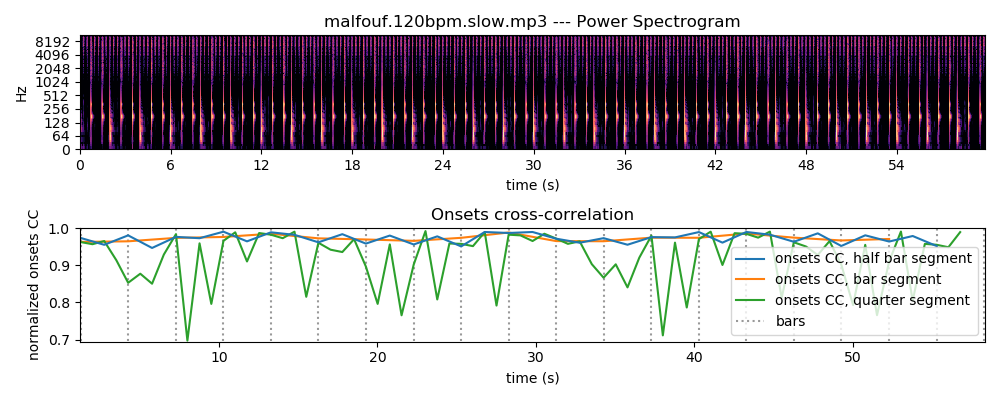 malfouf.120bpm.slow.mp3 --- Power Spectrogram
8192
4096
2048
1024
512
256
128
64
0
Hz
0 6 12 18 24 30 36 42 48 54
time (s)
Onsets cross-correlation
1.0
0.9
0.8
0.7
normalized onsets CC
onsets CC, half bar segment
onsets CC, bar segment
onsets CC, quarter segment
bars
10 20 30 40 50
time (s)